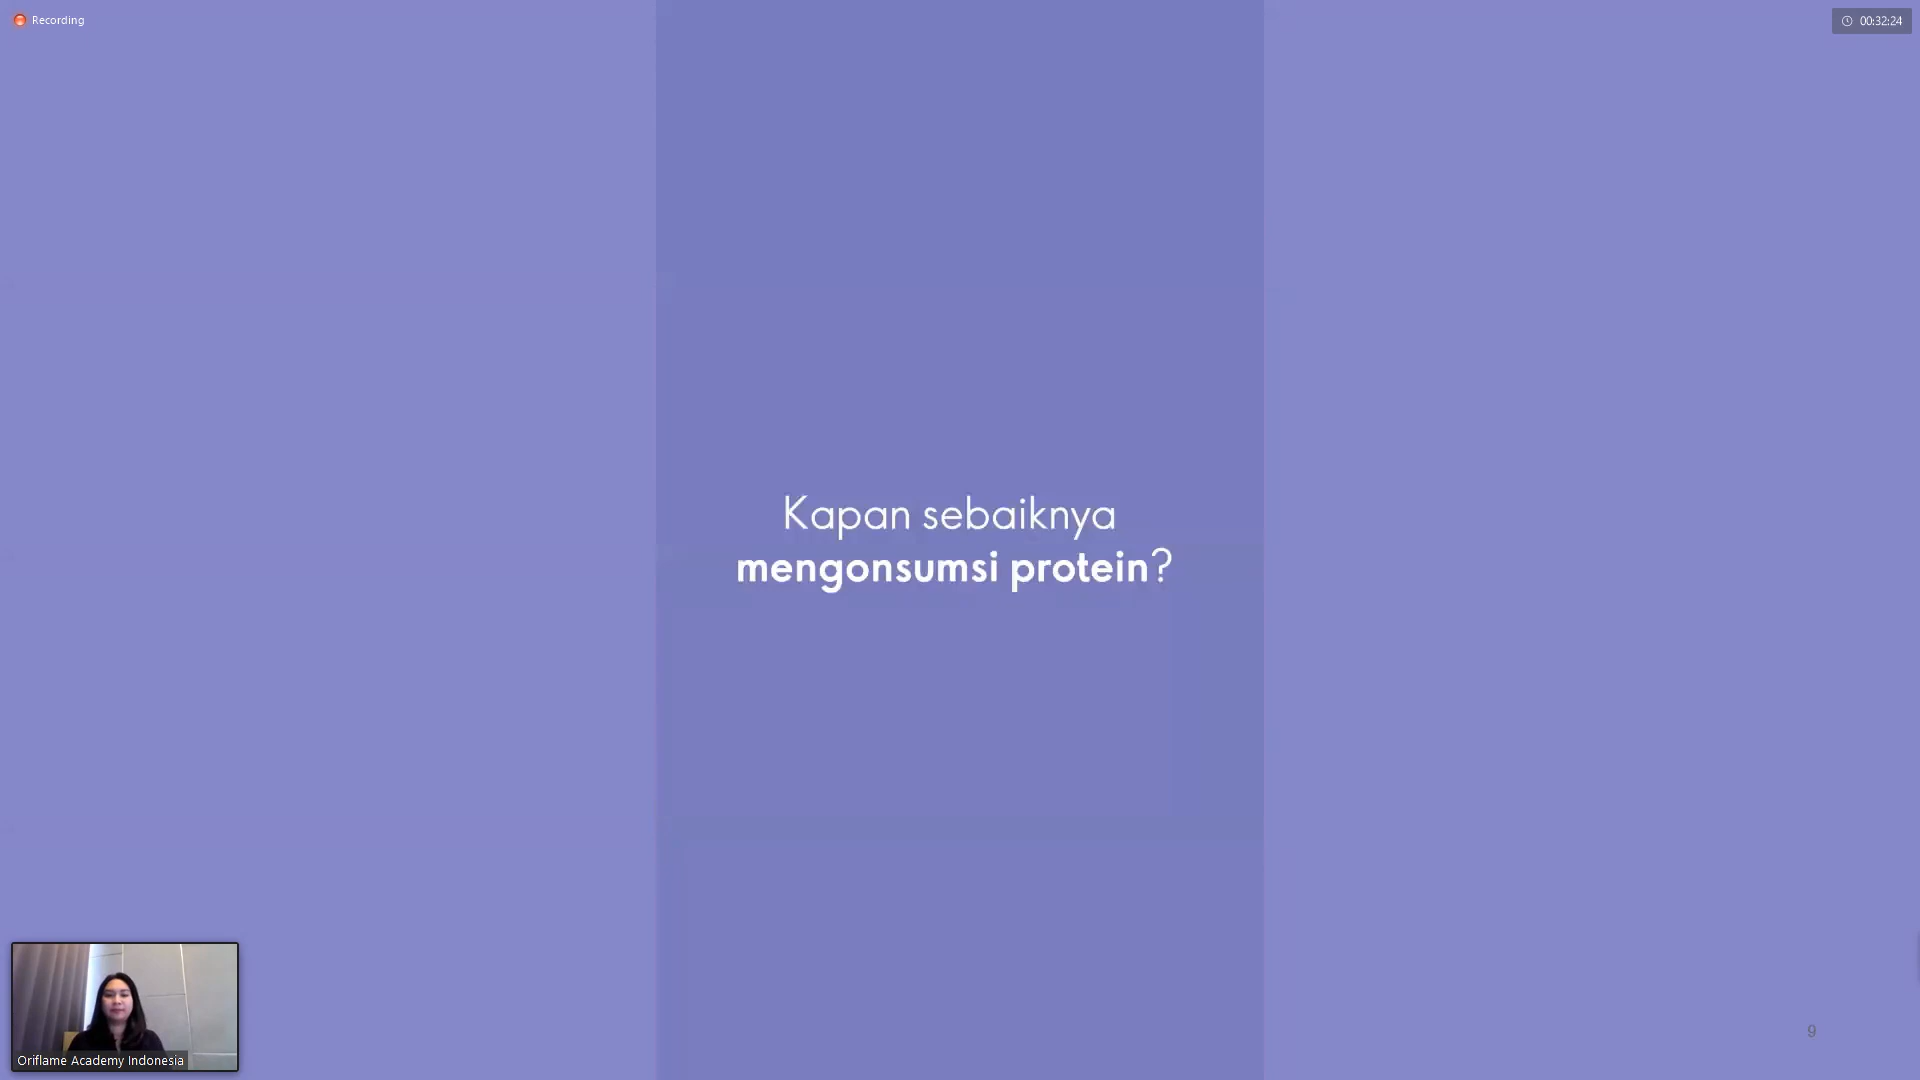 Recording
00:32:24
Kapan sebaiknya
mengonsumsi protein?
9
Oriflame Academy Indonesia